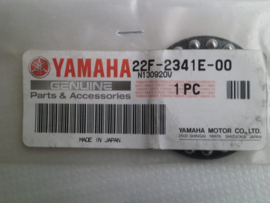 YAMAHA 22F-2341E-00
N130920V
GENUINE
Parts & Accessories
1 PC
MADE IN JAPAN
YAMAHA MOTOR CO., LTD.